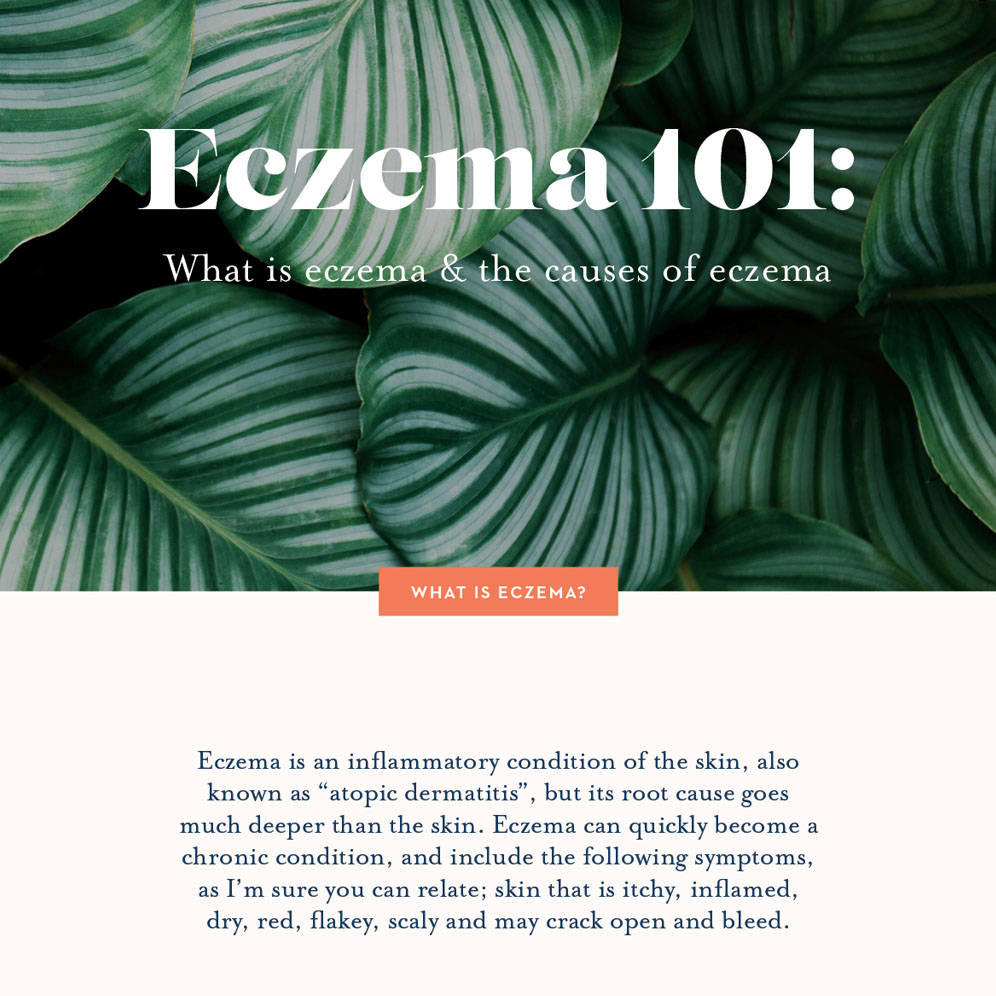 Eczema 101:
What is eczema & the causes of eczema
WHAT IS ECZEMA?
Eczema is an inflammatory condition of the skin, also
known as “atopic dermatitis”, but its root cause goes
much deeper than the skin. Eczema can quickly become a
chronic condition, and include the following symptoms,
as I’m sure you can relate; skin that is itchy, inflamed,
dry, red, flakey, scaly and may crack open and bleed.